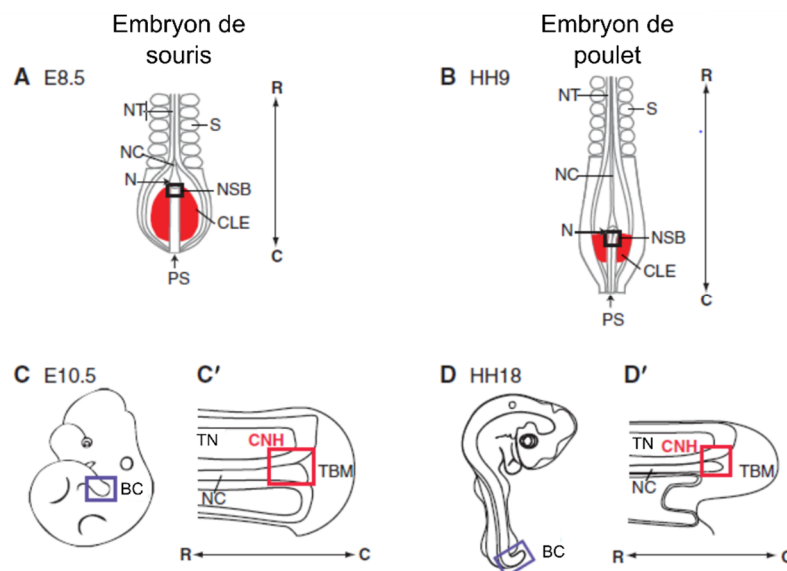 Embryon de
souris
Embryon de
poulet
A E8.5
R
NT
S
NC
N
NSB
CLE
C
PS
B HH9
R
NT
S
NC
N
NSB
CLE
C
PS
C E10.5
BC
C'
TN
CNH
TBM
NC
R
C
D HH18
BC
D'
TN
CNH
TBM
NC
R
C